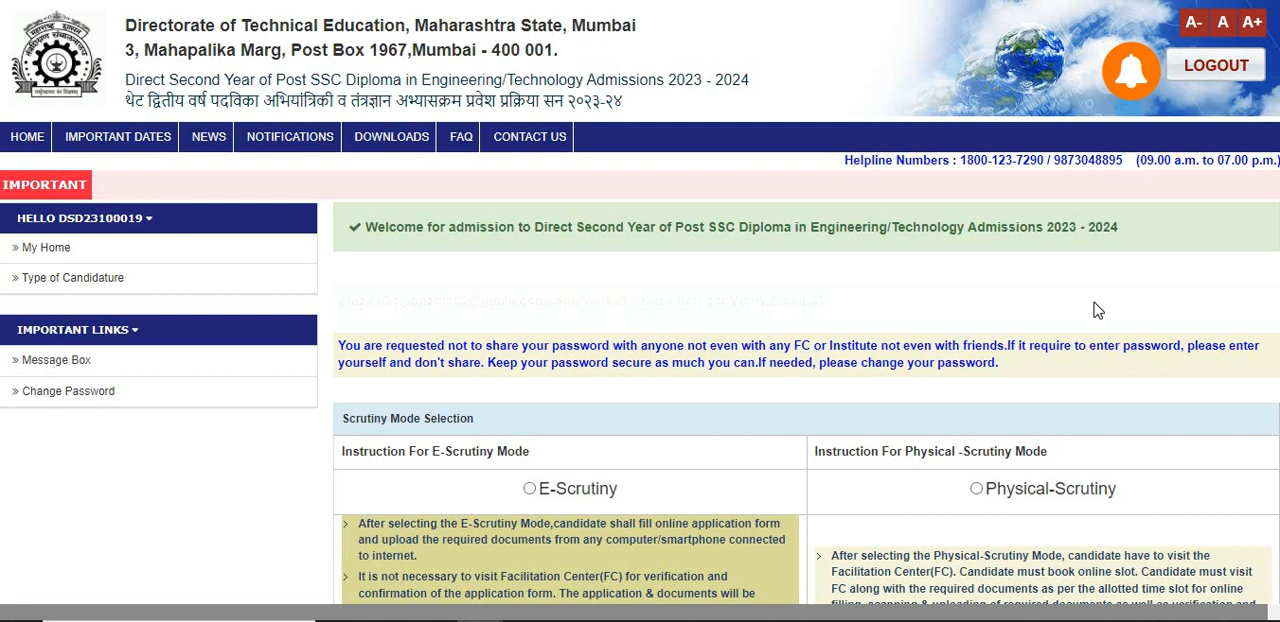 Directorate of Technical Education, Maharashtra State, Mumbai
3, Mahapalika Marg, Post Box 1967,Mumbai - 400 001.
Direct Second Year of Post SSC Diploma in Engineering/Technology Admissions 2023 - 2024
थेट द्वितीय वर्ष पदविका अभियांत्रिकी व तंत्रज्ञान अभ्यासक्रम प्रवेश प्रक्रिया सन २०२३-२४
A- A A+
LOGOUT
HOME IMPORTANT DATES NEWS NOTIFICATIONS DOWNLOADS FAQ CONTACT US
Helpline Numbers : 1800-123-7290 / 9873048895 (09.00 a.m. to 07.00 p.m.)
IMPORTANT
HELLO DSD23100019
» My Home
» Type of Candidature
IMPORTANT LINKS
» Message Box
» Change Password
Welcome for admission to Direct Second Year of Post SSC Diploma in Engineering/Technology Admissions 2023 - 2024
You are requested not to share your password with anyone not even with any FC or Institute not even with friends.If it require to enter password, please enter
yourself and don't share. Keep your password secure as much you can.If needed, please change your password.
Scrutiny Mode Selection
Instruction For E-Scrutiny Mode
E-Scrutiny
After selecting the E-Scrutiny Mode,candidate shall fill online application form
and upload the required documents from any computer/smartphone connected
to internet.
It is not necessary to visit Facilitation Center(FC) for verification and
confirmation of the application form. The application & documents will be
Instruction For Physical -Scrutiny Mode
Physical-Scrutiny
After selecting the Physical-Scrutiny Mode, candidate have to visit the
Facilitation Center(FC). Candidate must book online slot. Candidate must visit
FC along with the required documents as per the allotted time slot for online
filling, scanning & uploading of required documents as well as verification and